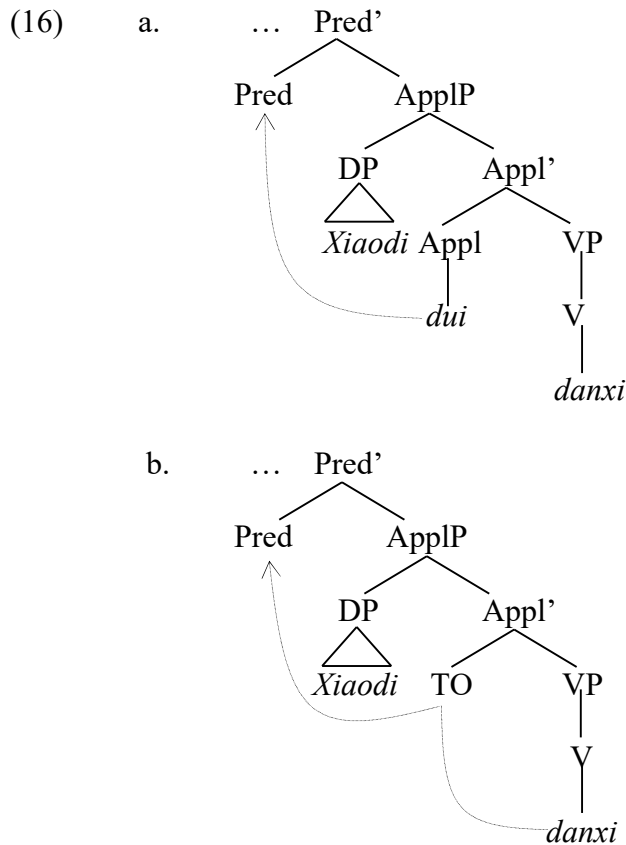 (16) a. … Pred’
Pred ApplP
DP Appl’
Xiaodi Appl VP
dui V
danxi
b. … Pred’
Pred ApplP
DP Appl’
Xiaodi TO VP
V
danxi